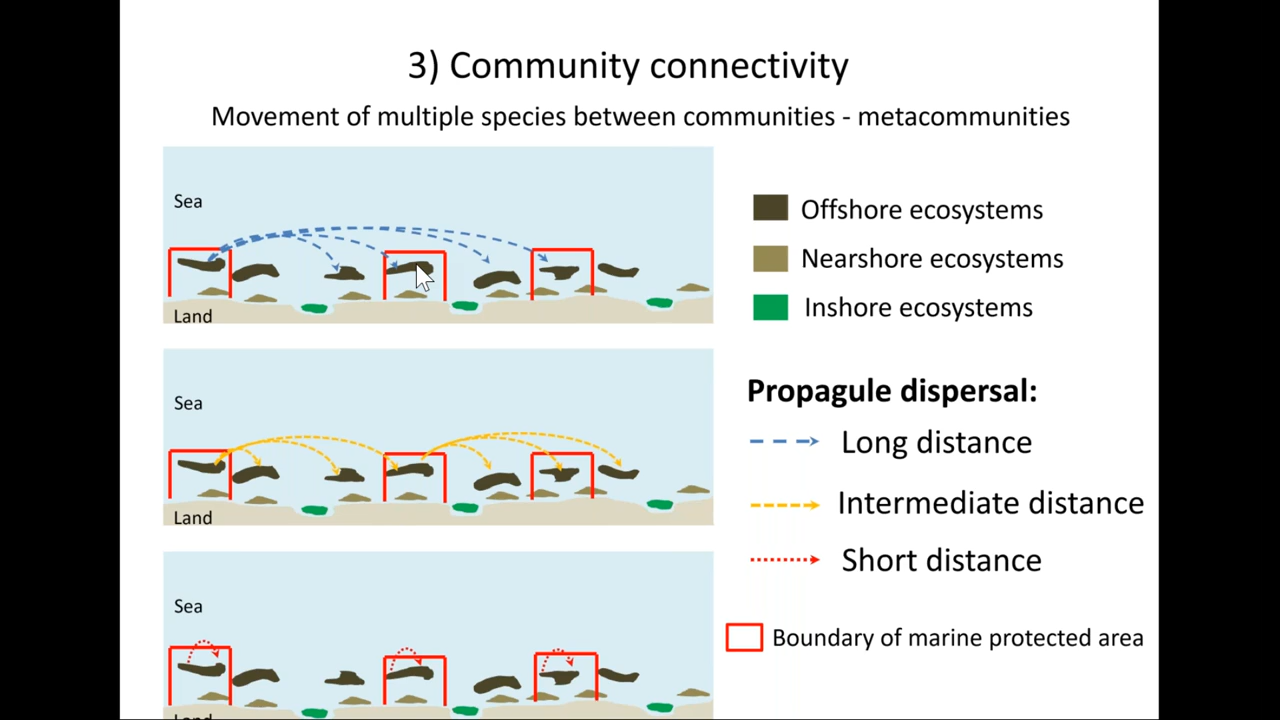 3) Community connectivity
Movement of multiple species between communities - metacommunities
Sea
Land
Offshore ecosystems
Nearshore ecosystems
Inshore ecosystems
Sea
Land
Propagule dispersal:
Long distance
Intermediate distance
Short distance
Sea
Land
Boundary of marine protected area